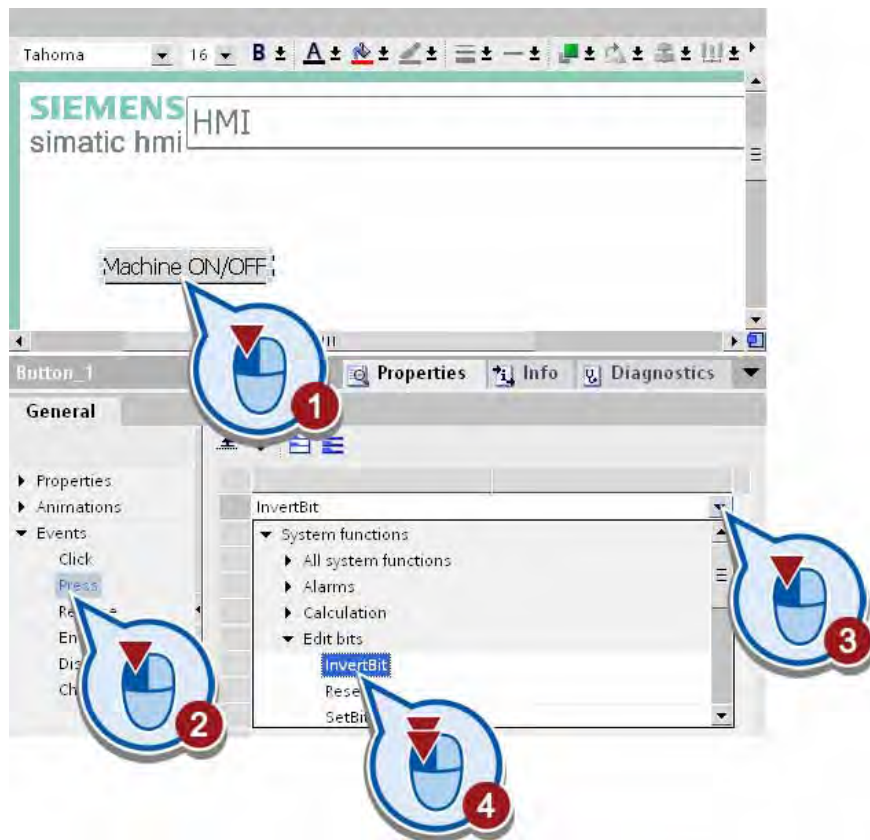 Tahoma 16 B A
SIEMENS
simatic hmi
HMI
Machine ON/OFF
1
Button_1 Properties Info Diagnostics
General
Properties
Animations InvertBit
Events System functions
Click All system functions
Press Alarms
Calculation
Edit bits
InvertBit
3
2
4